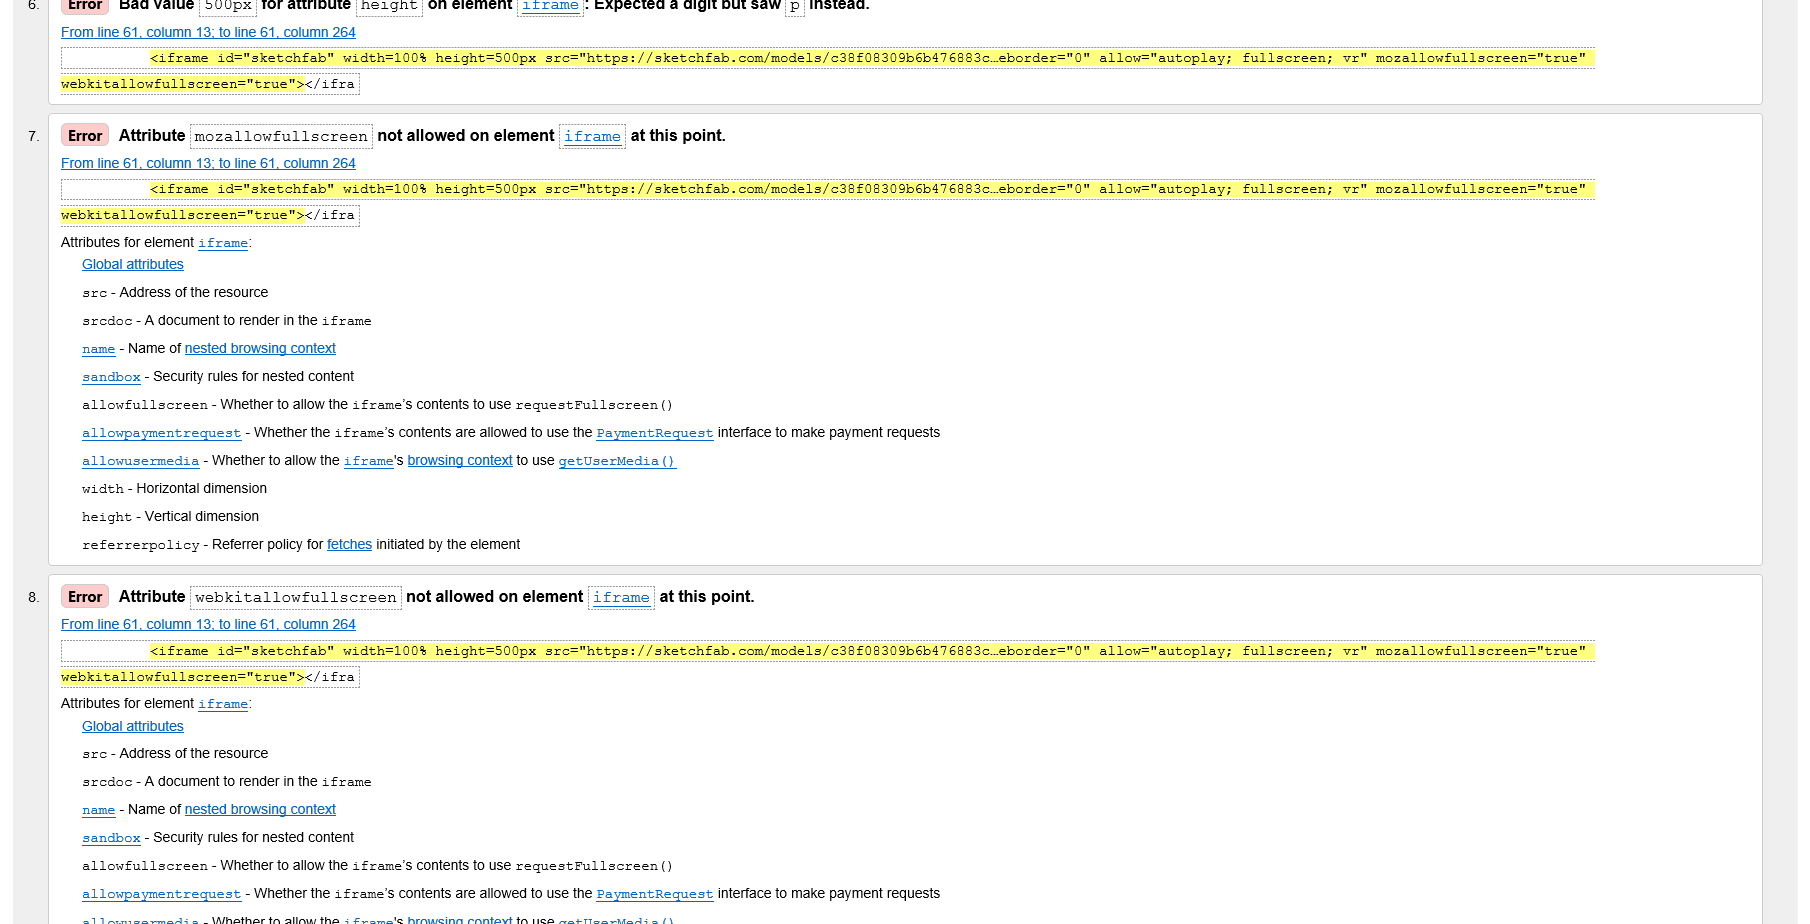 6. Error Bad value 500px for attribute height on element iframe: Expected a digit but saw p instead.
From line 61, column 13; to line 61, column 264
<iframe id="sketchfab" width=100% height=500px src="https://sketchfab.com/models/c38f08309b6b476883c…eborder="0" allow="autoplay; fullscreen; vr" mozallowfullscreen="true"
webkitallowfullscreen="true"></ifra
7. Error Attribute mozallowfullscreen not allowed on element iframe at this point.
From line 61, column 13; to line 61, column 264
<iframe id="sketchfab" width=100% height=500px src="https://sketchfab.com/models/c38f08309b6b476883c…eborder="0" allow="autoplay; fullscreen; vr" mozallowfullscreen="true"
webkitallowfullscreen="true"></ifra
Attributes for element iframe:
Global attributes
src - Address of the resource
srcdoc - A document to render in the iframe
name - Name of nested browsing context
sandbox - Security rules for nested content
allowfullscreen - Whether to allow the iframe's contents to use requestFullscreen()
allowpaymentrequest - Whether the iframe's contents are allowed to use the PaymentRequest interface to make payment requests
allowusermedia - Whether to allow the iframe's browsing context to use getUserMedia()
width - Horizontal dimension
height - Vertical dimension
referrerpolicy - Referrer policy for fetches initiated by the element
8. Error Attribute webkitallowfullscreen not allowed on element iframe at this point.
From line 61, column 13; to line 61, column 264
<iframe id="sketchfab" width=100% height=500px src="https://sketchfab.com/models/c38f08309b6b476883c…eborder="0" allow="autoplay; fullscreen; vr" mozallowfullscreen="true"
webkitallowfullscreen="true"></ifra
Attributes for element iframe:
Global attributes
src - Address of the resource
srcdoc - A document to render in the iframe
name - Name of nested browsing context
sandbox - Security rules for nested content
allowfullscreen - Whether to allow the iframe's contents to use requestFullscreen()
allowpaymentrequest - Whether the iframe's contents are allowed to use the PaymentRequest interface to make payment requests
allowusermedia - Whether to allow the iframe's browsing context to use getUserMedia()